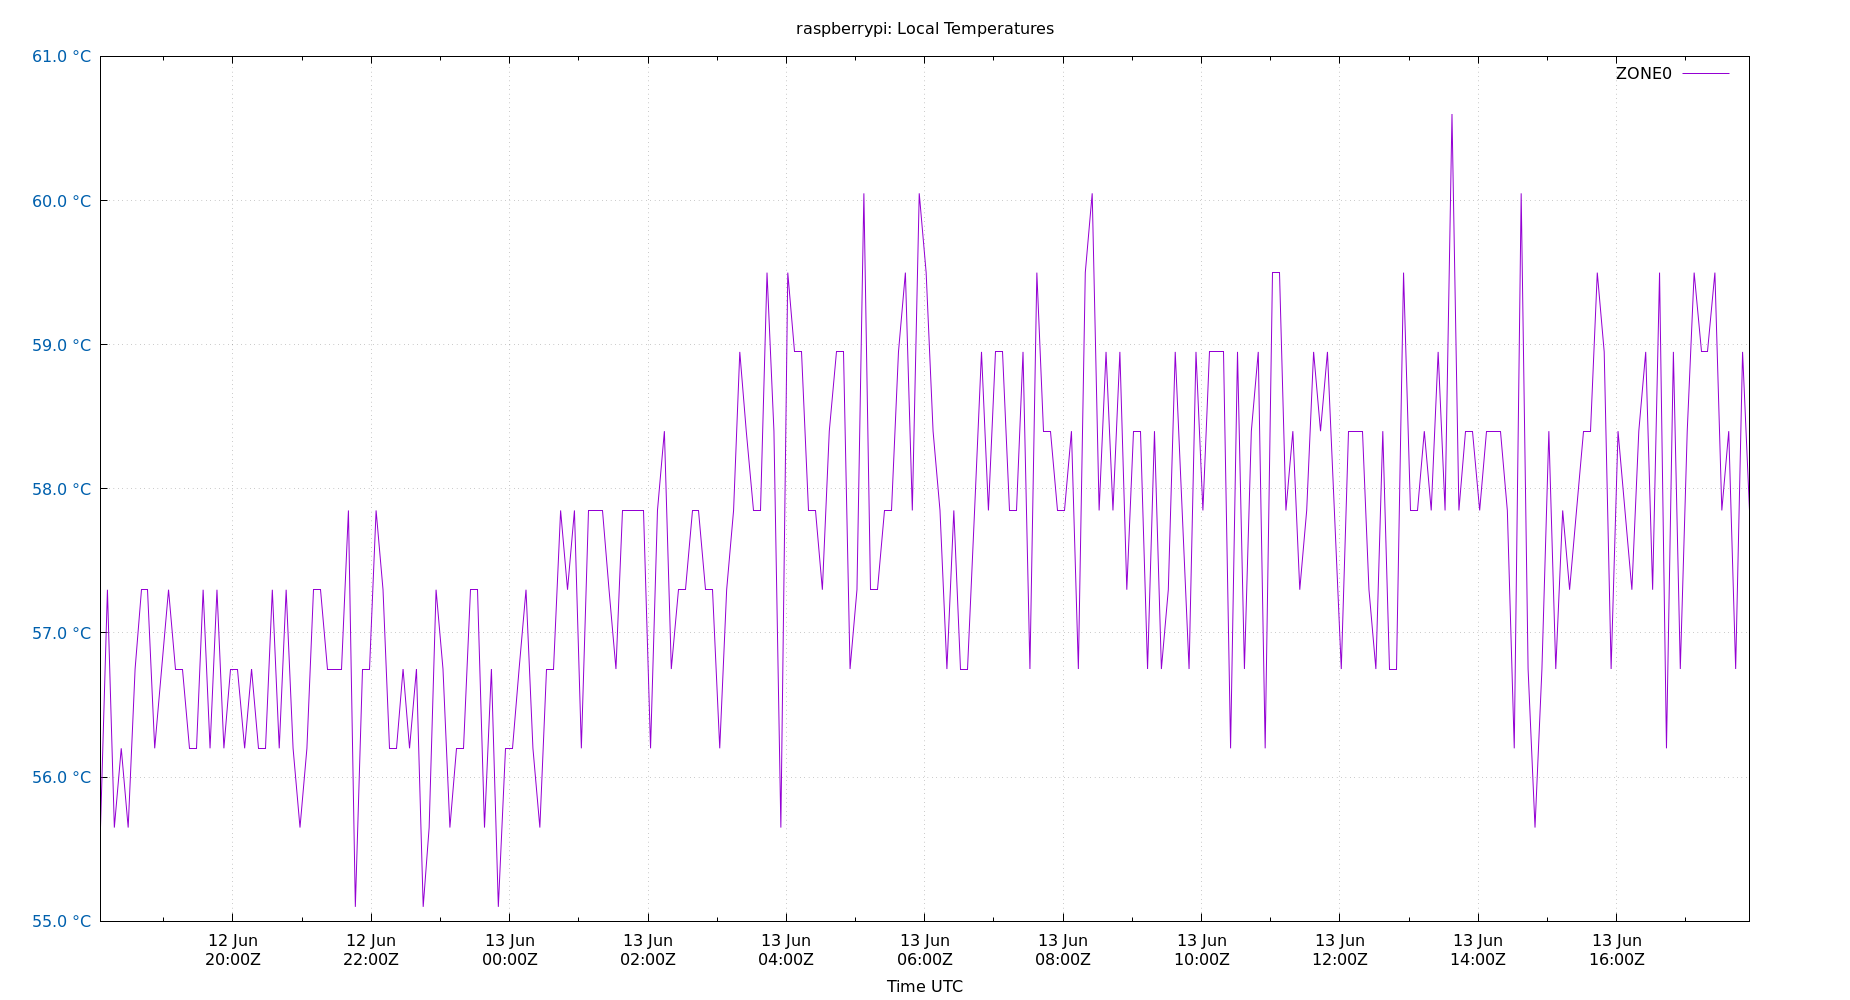 raspberrypi: Local Temperatures
61.0 °C
ZONE0
60.0 °C
59.0 °C
58.0 °C
57.0 °C
56.0 °C
55.0 °C
12 Jun 12 Jun 13 Jun 13 Jun 13 Jun 13 Jun 13 Jun 13 Jun 13 Jun 13 Jun 13 Jun
20:00Z 22:00Z 00:00Z 02:00Z 04:00Z 06:00Z 08:00Z 10:00Z 12:00Z 14:00Z 16:00Z
Time UTC